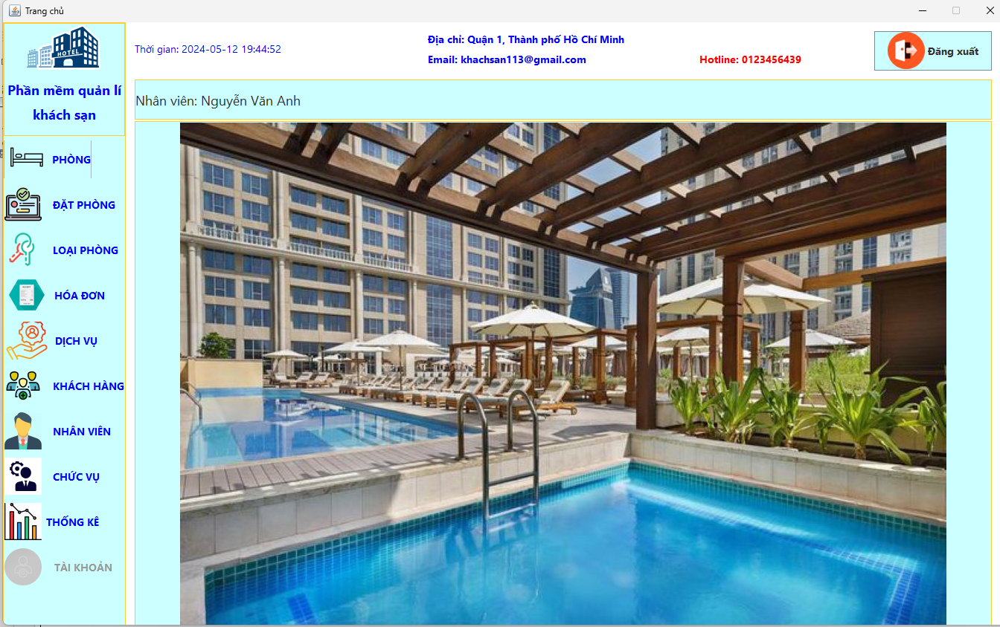 Trang chủ
HOTEL
Phần mềm quản lí
khách sạn
Thời gian: 2024-05-12 19:44:52
Địa chỉ: Quận 1, Thành phố Hồ Chí Minh
Email: khachsan113@gmail.com
Hotline: 0123456439
Đăng xuất
Nhân viên: Nguyễn Văn Anh
PHÒNG
ĐẶT PHÒNG
LOẠI PHÒNG
HÓA ĐƠN
DỊCH VỤ
KHÁCH HÀNG
NHÂN VIÊN
CHỨC VỤ
THỐNG KÊ
TÀI KHOẢN